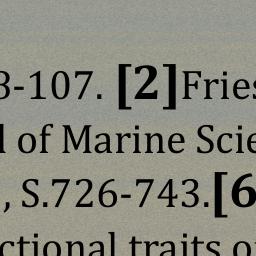 3-107. [2]Fries
l of Marine Scie
, S.726-743.[6
ctional traits o